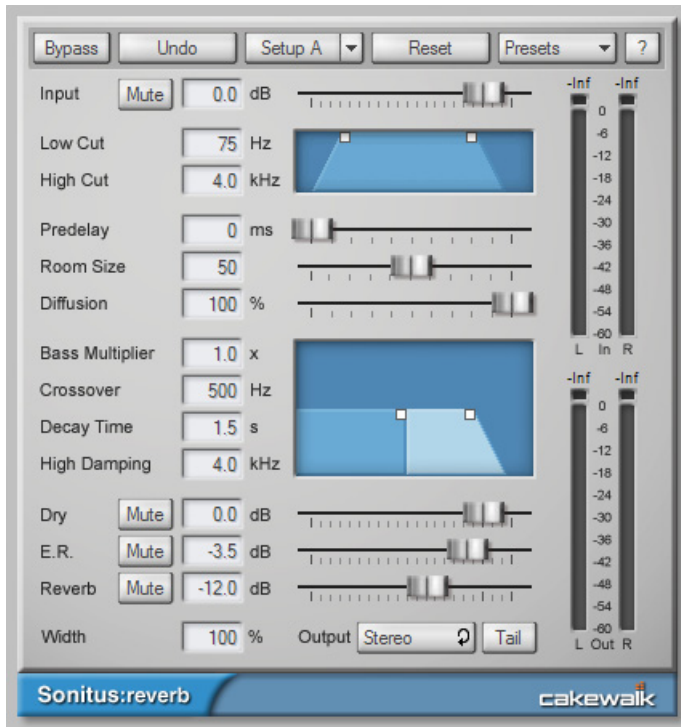 Bypass Undo Setup A Reset Presets ?
Input Mute 0.0 dB
Low Cut 75 Hz
High Cut 4.0 kHz
Predelay 0 ms
Room Size 50
Diffusion 100 %
Bass Multiplier 1.0 x
Crossover 500 Hz
Decay Time 1.5 s
High Damping 4.0 kHz
Dry Mute 0.0 dB
E.R. Mute -3.5 dB
Reverb Mute -12.0 dB
Width 100 % Output Stereo Tail
-Inf -Inf
0
-6
-12
-18
-24
-30
-36
-42
-48
-54
-60
L In R
-Inf -Inf
0
-6
-12
-18
-24
-30
-36
-42
-48
-54
-60
L Out R
Sonitus:reverb cakewalk